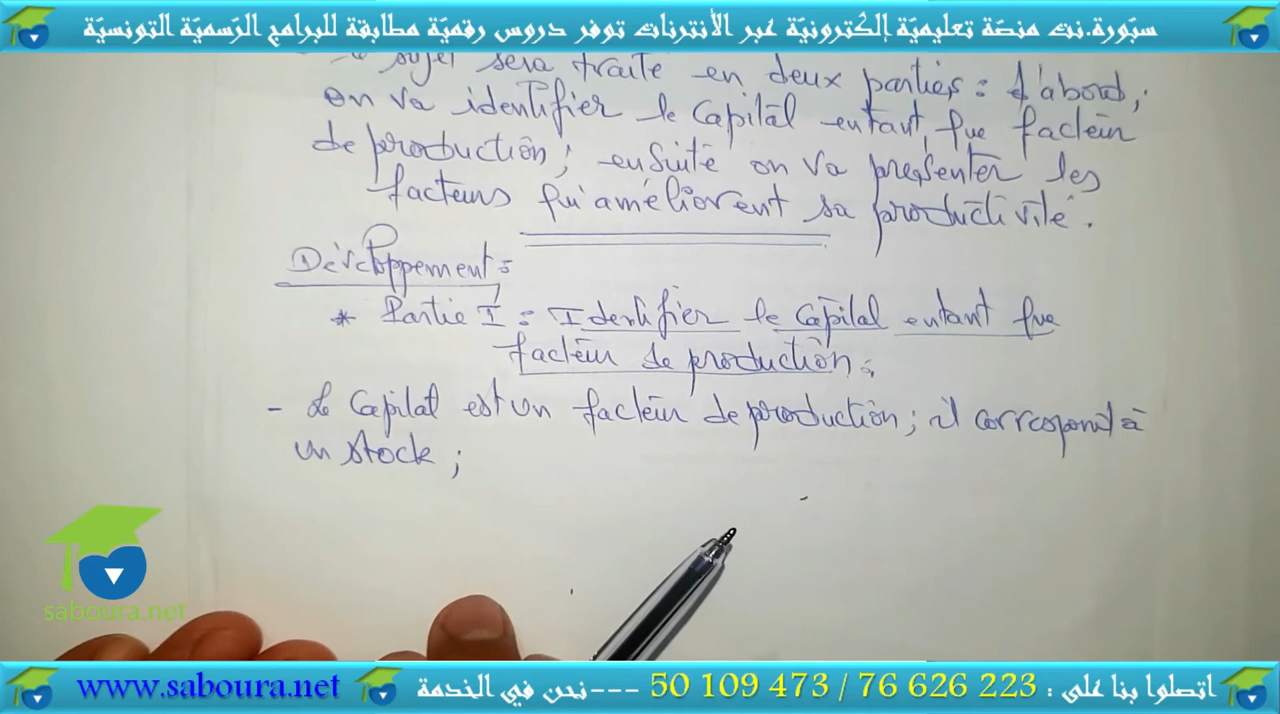 سبّورة.نت منصّة تعليميّة إلكترونيّة عبر الأنترنات توفر دروس رقميّة مطابقة للبرامج الرّسميّة التونسيّة
sujet sera traité en deux parties : d'abord,
on va identifier le capital entant que facteur
de production ; ensuite on va présenter les
facteurs qui améliorent sa productivité.
Développement :
* Partie I : Identifier le capital entant que
facteur de production :
- Le capital est un facteur de production ; il correspond à
un stock ;
saboura.net
www.saboura.net
اتصلوا بنا على : 50 109 473 / 76 626 223 ---نحن في الخدمة